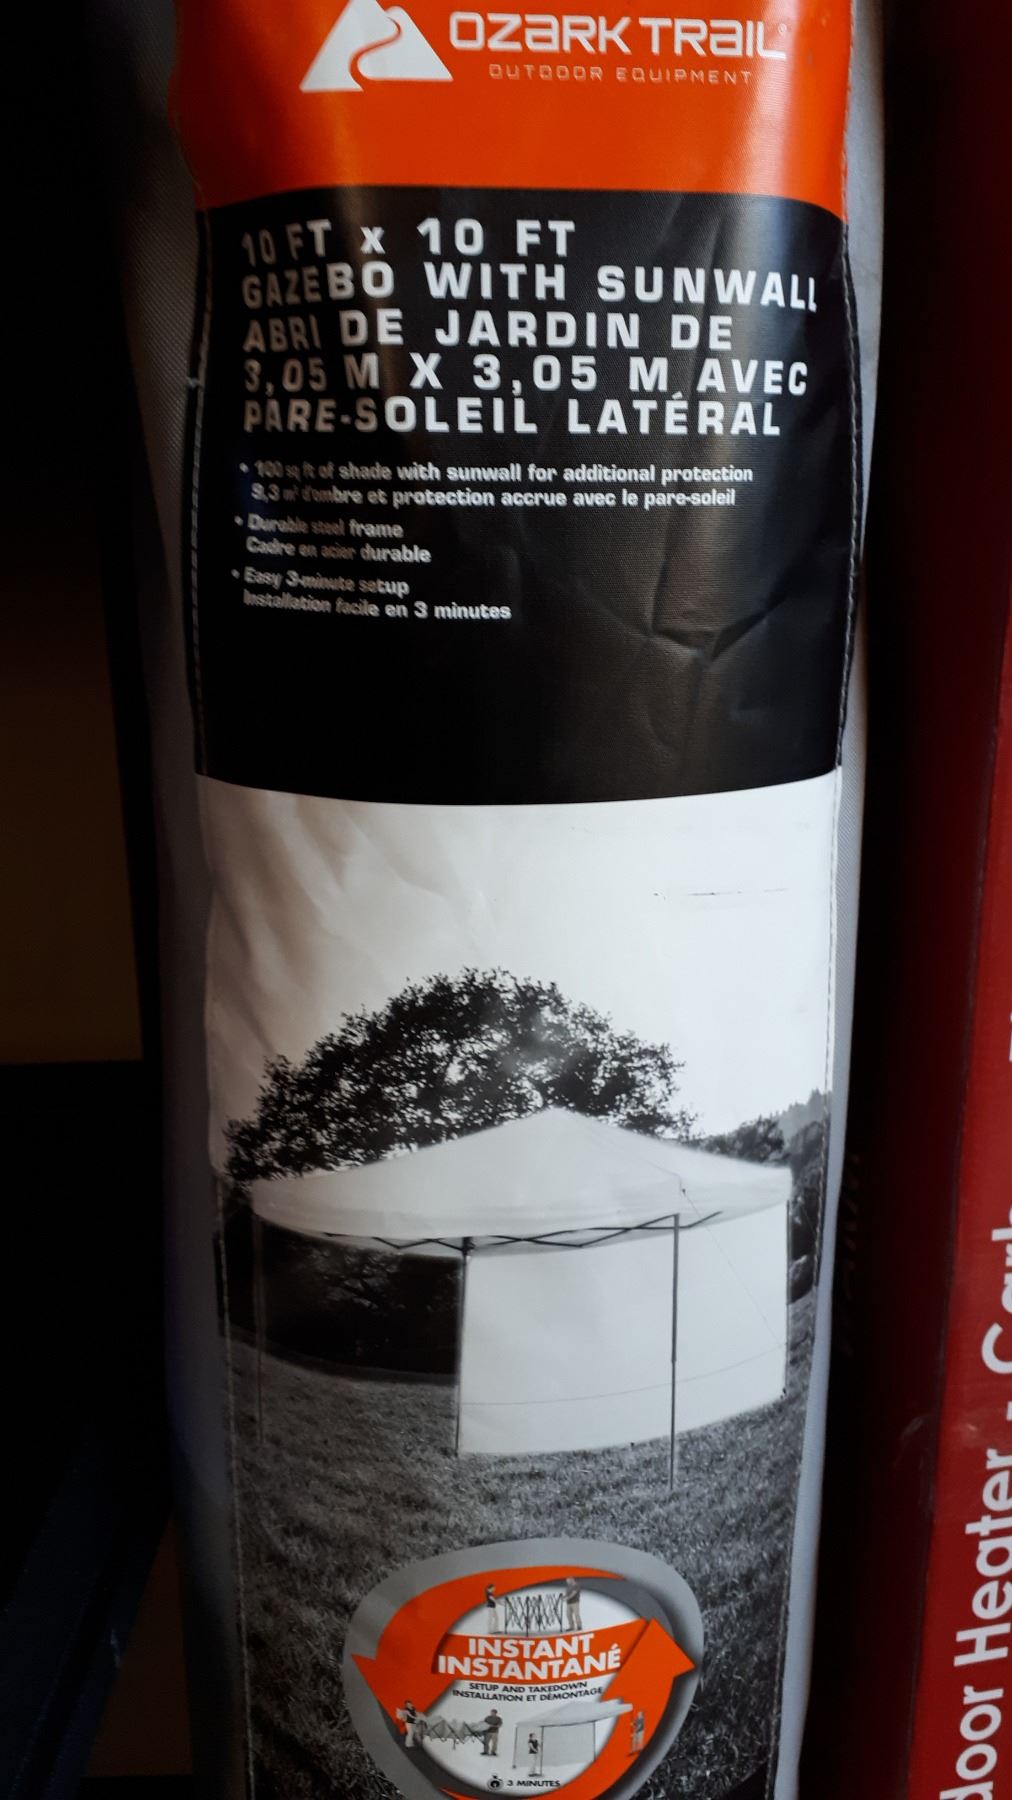 OZARK TRAIL
OUTDOOR EQUIPMENT
10 FT x 10 FT
GAZEBO WITH SUNWALL
ABRI DE JARDIN DE
3,05 M X 3,05 M AVEC
PARE-SOLEIL LATÉRAL
• 100 sq ft of shade with sunwall for additional protection
9,3 m² d'ombre et protection accrue avec le pare-soleil
• Durable steel frame
Cadre en acier durable
• Easy 3-minute setup
Installation facile en 3 minutes
INSTANT
INSTANTANÉ
SETUP AND TAKEDOWN
INSTALLATION ET DÉMONTAGE
3 MINUTES
Heater